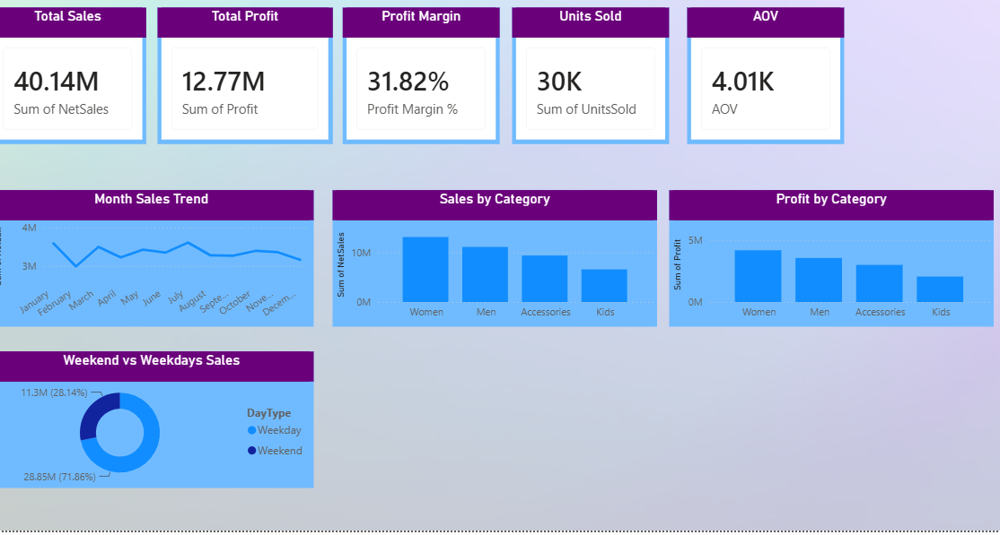 Total Sales
Total Profit
Profit Margin
Units Sold
AOV
40.14M
Sum of NetSales
12.77M
Sum of Profit
31.82%
Profit Margin %
30K
Sum of UnitsSold
4.01K
AOV
Month Sales Trend
4M
3M
January
February
March
April
May
June
July
August
Septe...
October
Nove...
Decem...
Sales by Category
Sum of NetSales
10M
0M
Women
Men
Accessories
Kids
Profit by Category
Sum of Profit
5M
0M
Women
Men
Accessories
Kids
Weekend vs Weekdays Sales
11.3M (28.14%)
28.85M (71.86%)
DayType
Weekday
Weekend